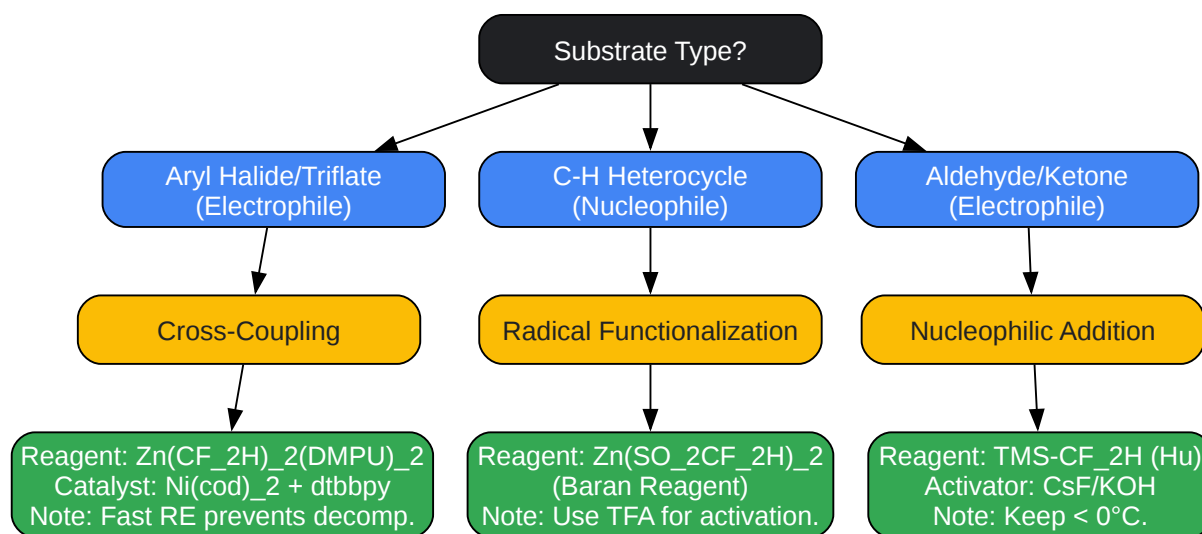 Substrate Type?
Aryl Halide/Triflate
(Electrophile)
C-H Heterocycle
(Nucleophile)
Aldehyde/Ketone
(Electrophile)
Cross-Coupling
Radical Functionalization
Nucleophilic Addition
Reagent: Zn(CF_2H)_2(DMPU)_2
Catalyst: Ni(cod)_2 + dtbbpy
Note: Fast RE prevents decomp.
Reagent: Zn(SO_2CF_2H)_2
(Baran Reagent)
Note: Use TFA for activation.
Reagent: TMS-CF_2H (Hu)
Activator: CsF/KOH
Note: Keep < 0°C.